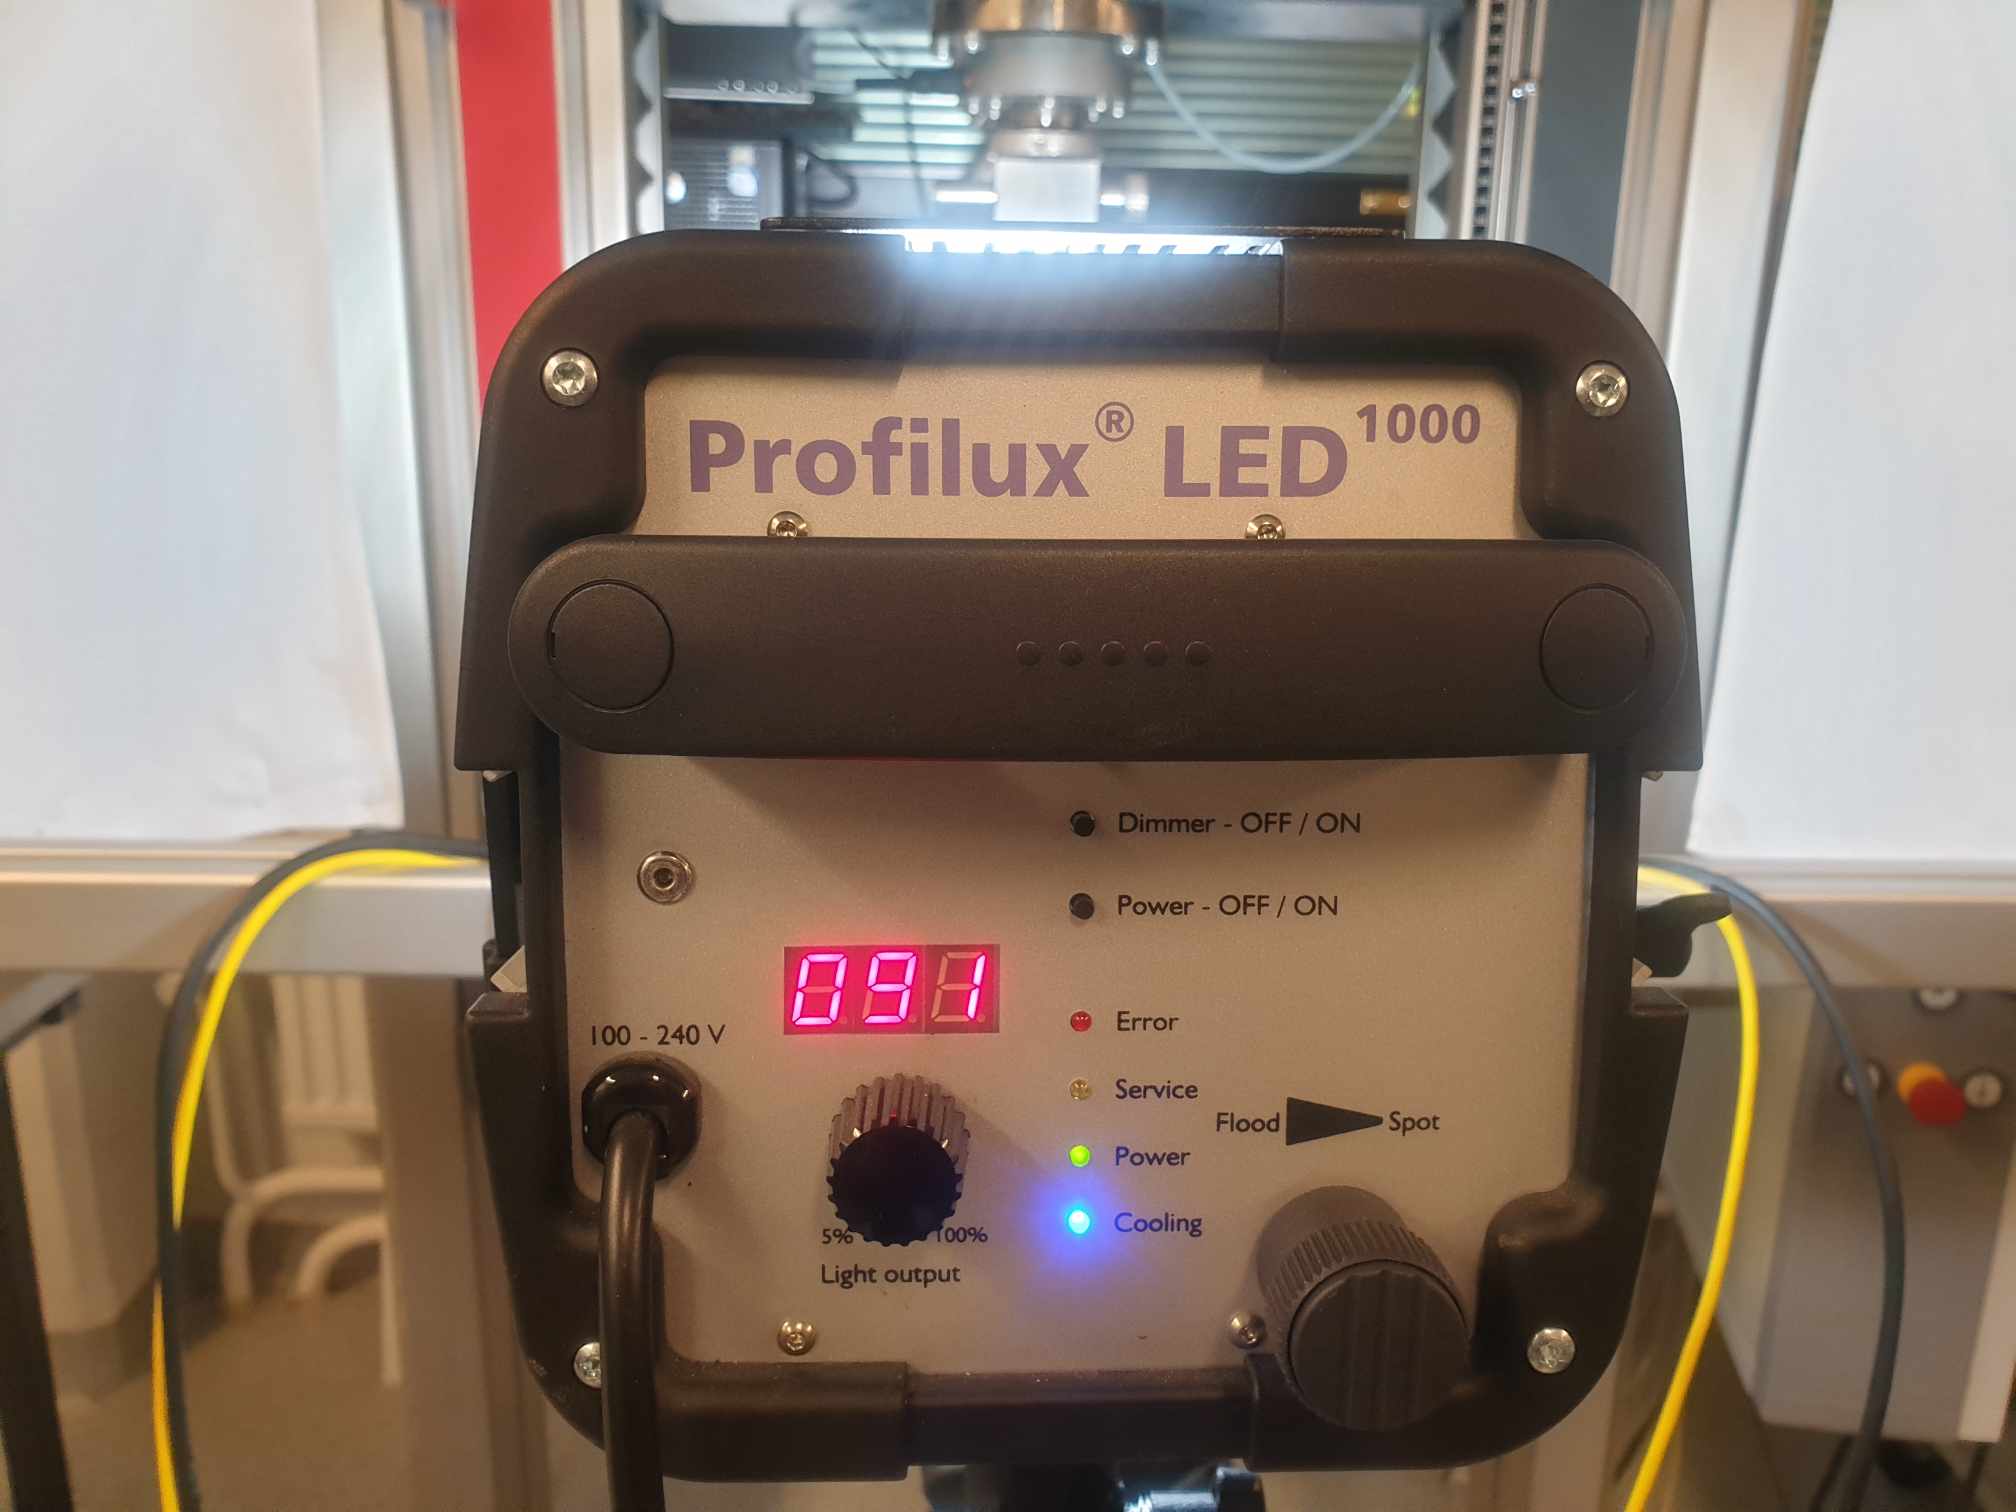 Profilux® LED 1000
Dimmer - OFF / ON
Power - OFF / ON
091
100 - 240 V
Error
Service
Flood Spot
Power
Cooling
5% 100%
Light output